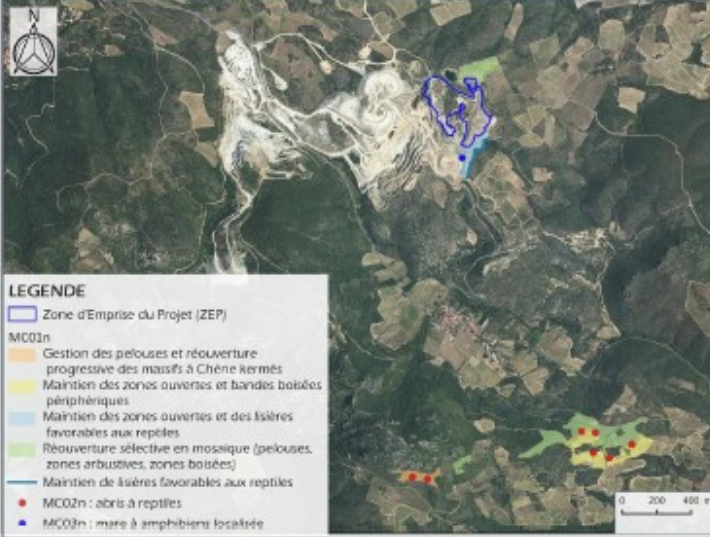 N
LEGENDE
Zone d'Emprise du Projet (ZEP)
MC01n
Gestion des pelouses et réouverture
progressive des massifs à Chêne kermès
Maintien des zones ouvertes et bandes boisées
périphériques
Maintien des zones ouvertes et des lisières
favorables aux reptiles
Réouverture sélective en mosaïque (pelouses,
zones arbustives, zones boisées)
Maintien de lisières favorables aux reptiles
MC02n : abris à reptiles
MC03n : mare à amphibiens localisée
0 200 400 m